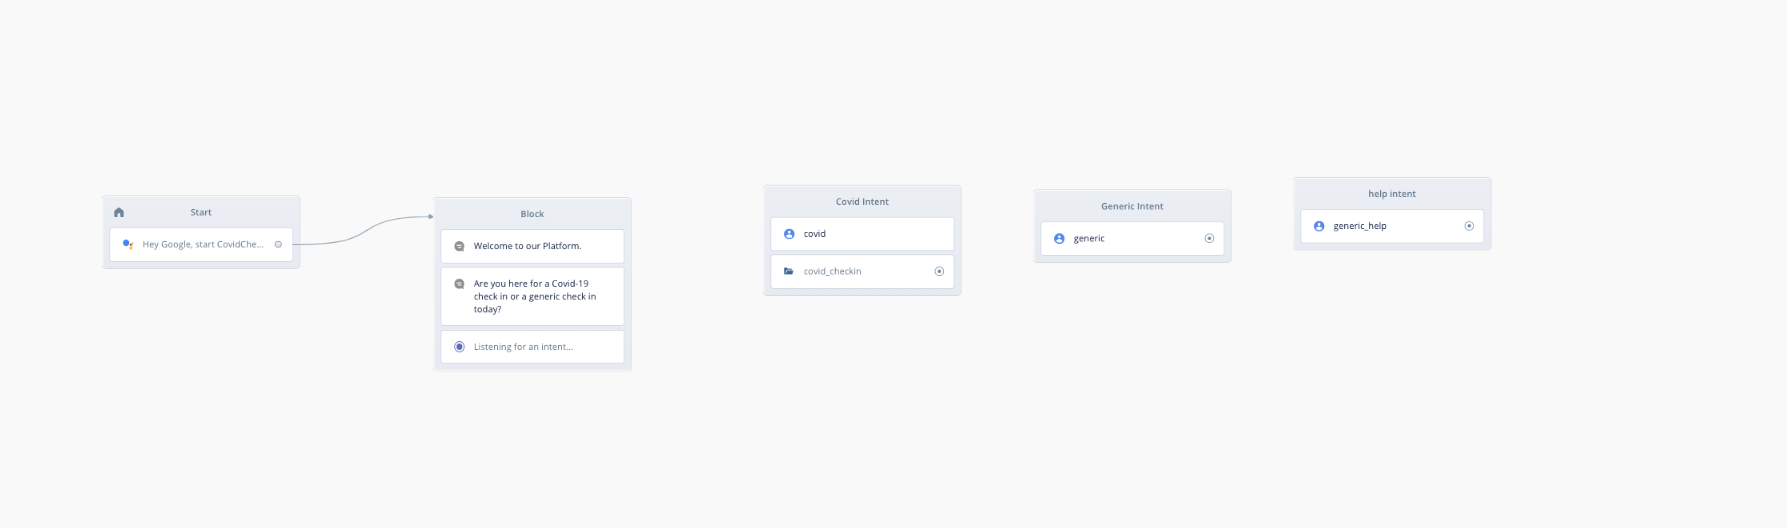 Start
Hey Google, start CovidChe...
Block
Welcome to our Platform.
Are you here for a Covid-19
check in or a generic check in
today?
Listening for an intent...
Covid Intent
covid
covid_checkin
Generic Intent
generic
help intent
generic_help